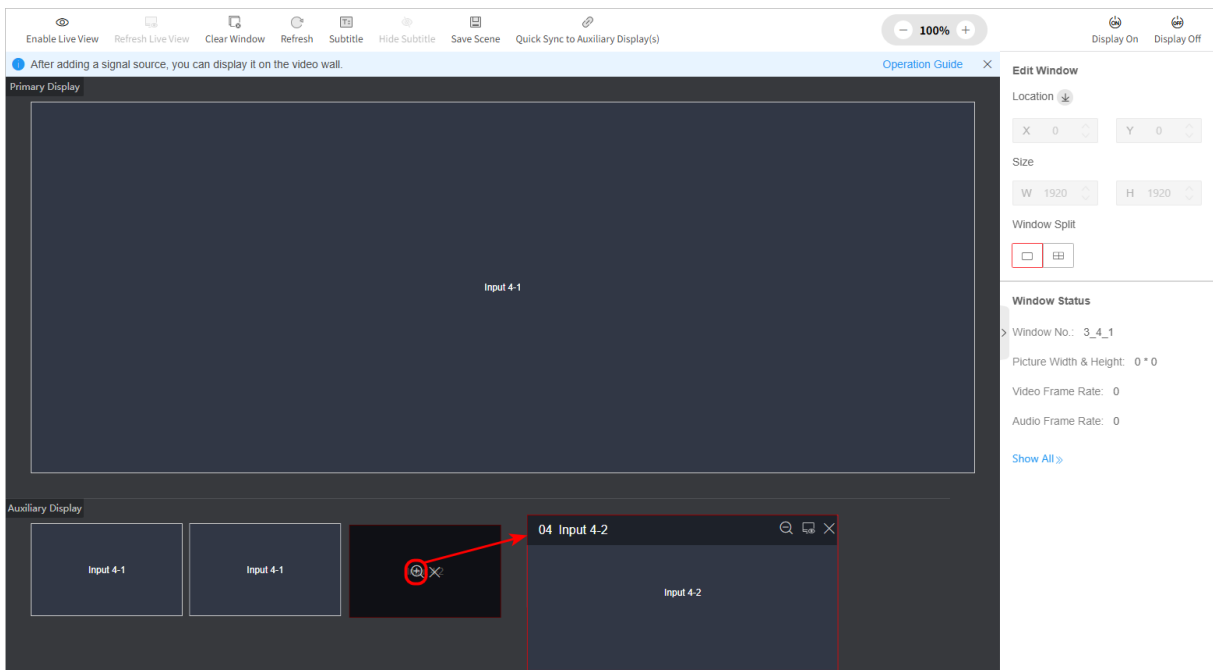 Enable Live View Refresh Live View Clear Window Refresh Subtitle Hide Subtitle Save Scene Quick Sync to Auxiliary Display(s) 100% Display On Display Off
After adding a signal source, you can display it on the video wall. Operation Guide
Primary Display
Input 4-1
Auxiliary Display
Input 4-1
Input 4-1
04 Input 4-2
Input 4-2
Edit Window
Location
X 0 Y 0
Size
W 1920 H 1920
Window Split
Window Status
Window No.: 3_4_1
Picture Width & Height: 0 * 0
Video Frame Rate: 0
Audio Frame Rate: 0
Show All